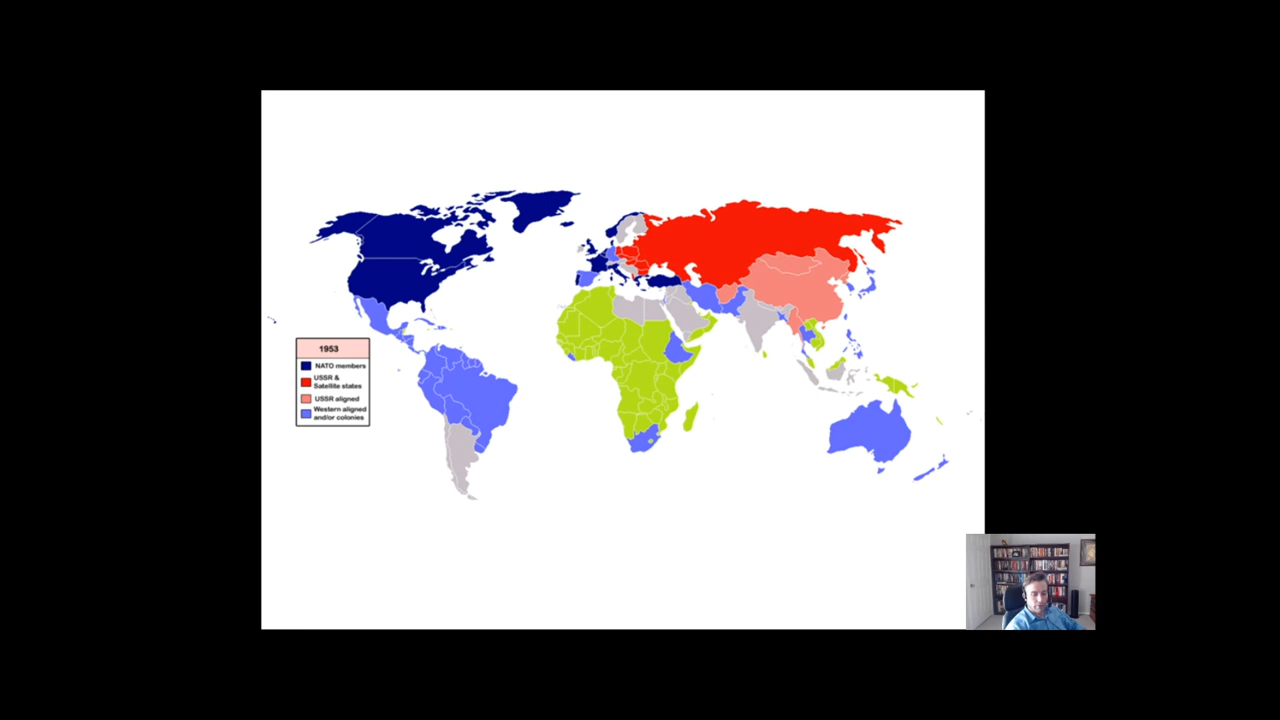 1953
NATO members
USSR &
Satellite states
USSR aligned
Western aligned
and/or colonies